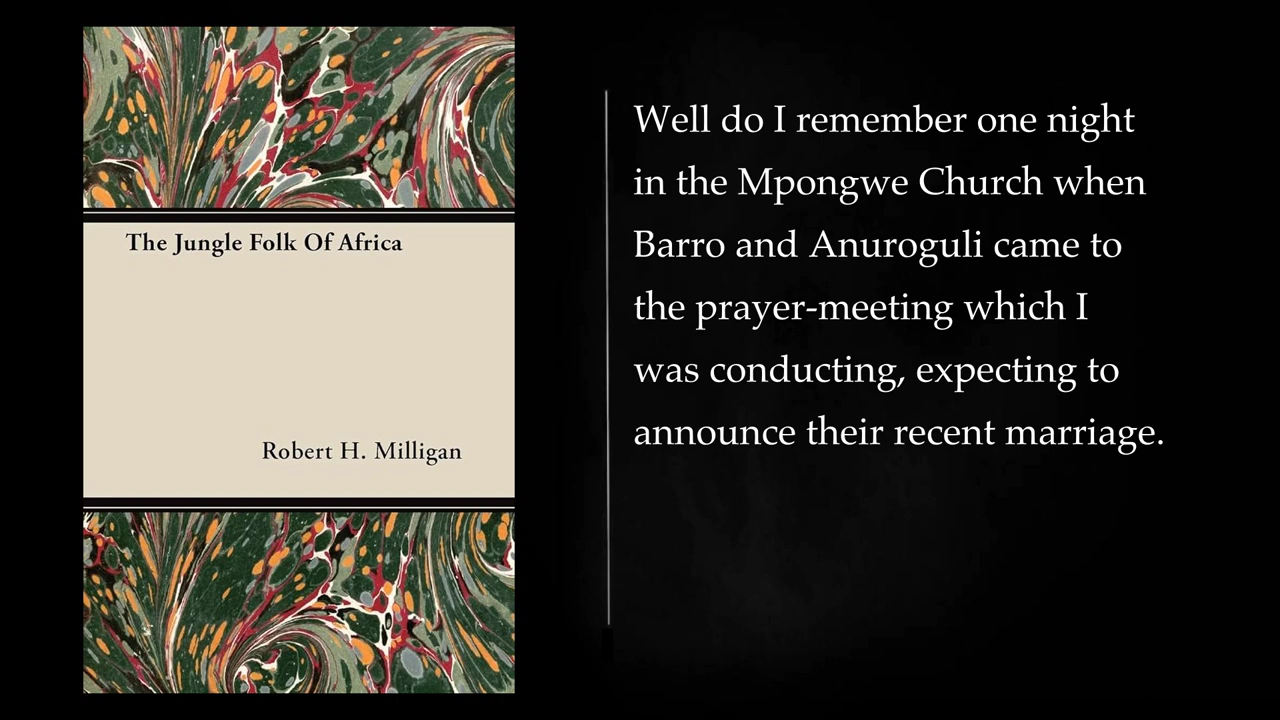 The Jungle Folk Of Africa
Robert H. Milligan
Well do I remember one night
in the Mpongwe Church when
Barro and Anuroguli came to
the prayer-meeting which I
was conducting, expecting to
announce their recent marriage.